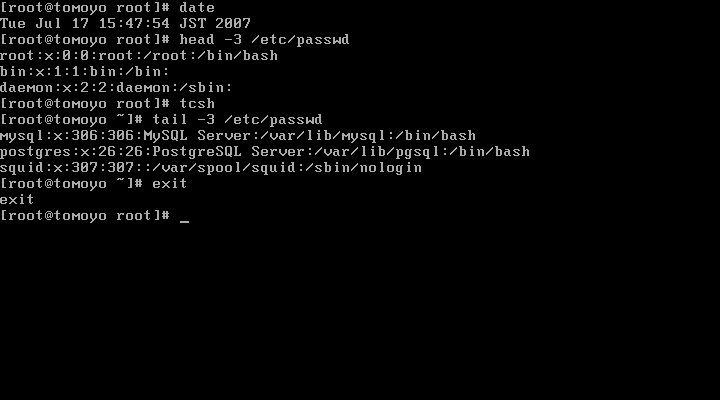 [root@tomoyo root]# date
Tue Jul 17 15:47:54 JST 2007
[root@tomoyo root]# head -3 /etc/passwd
root:x:0:0:root:/root:/bin/bash
bin:x:1:1:bin:/bin:
daemon:x:2:2:daemon:/sbin:
[root@tomoyo root]# tcsh
[root@tomoyo ~]# tail -3 /etc/passwd
mysql:x:306:306:MySQL Server:/var/lib/mysql:/bin/bash
postgres:x:26:26:PostgreSQL Server:/var/lib/pgsql:/bin/bash
squid:x:307:307::/var/spool/squid:/sbin/nologin
[root@tomoyo ~]# exit
exit
[root@tomoyo root]# _